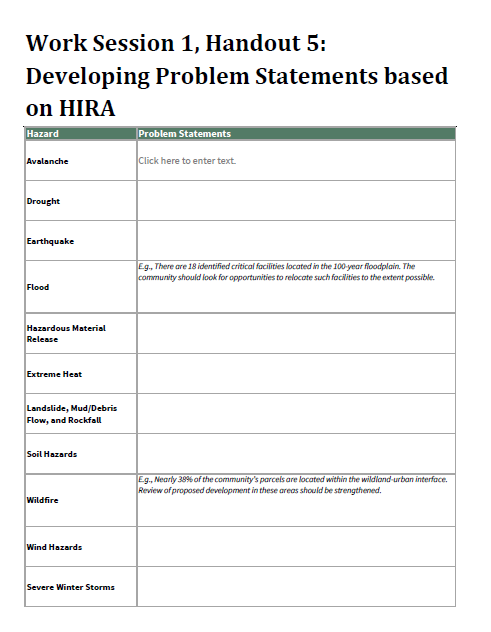 Work Session 1, Handout 5:
Developing Problem Statements based
on HIRA
Hazard Problem Statements
Avalanche Click here to enter text.
Drought
Earthquake
E.g., There are 18 identified critical facilities located in the 100-year floodplain. The
community should look for opportunities to relocate such facilities to the extent possible.
Flood
Hazardous Material
Release
Extreme Heat
Landslide, Mud/Debris
Flow, and Rockfall
Soil Hazards
E.g., Nearly 38% of the community's parcels are located within the wildland-urban interface.
Review of proposed development in these areas should be strengthened.
Wildfire
Wind Hazards
Severe Winter Storms